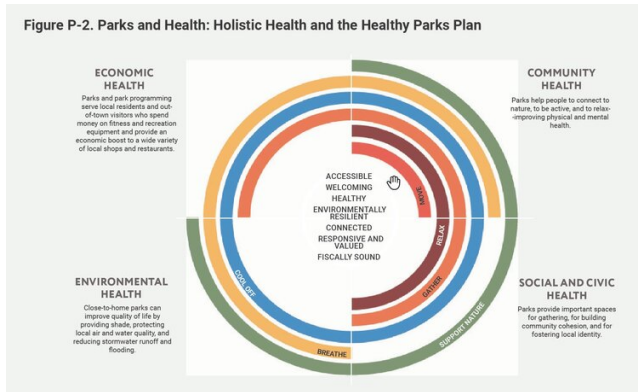 Figure P-2. Parks and Health: Holistic Health and the Healthy Parks Plan
ECONOMIC
HEALTH
Parks and park programming
serve local residents and out-
of-town visitors who spend
money on fitness and recreation
equipment and provide an
economic boost to a wide variety
of local shops and restaurants.
COMMUNITY
HEALTH
Parks help people to connect to
nature, to be active, and to relax-
-improving physical and mental
health.
ACCESSIBLE
WELCOMING
HEALTHY
ENVIRONMENTALLY
RESILIENT
CONNECTED
RESPONSIVE AND
VALUED
FISCALLY SOUND
MOVE
RELAX
GATHER
COOL OFF
BREATHE
SUPPORT NATURE
ENVIRONMENTAL
HEALTH
Close-to-home parks can
improve quality of life by
providing shade, protecting
local air and water quality, and
reducing stormwater runoff and
flooding.
SOCIAL AND CIVIC
HEALTH
Parks provide important spaces
for gathering, for building
community cohesion, and for
fostering local identity.